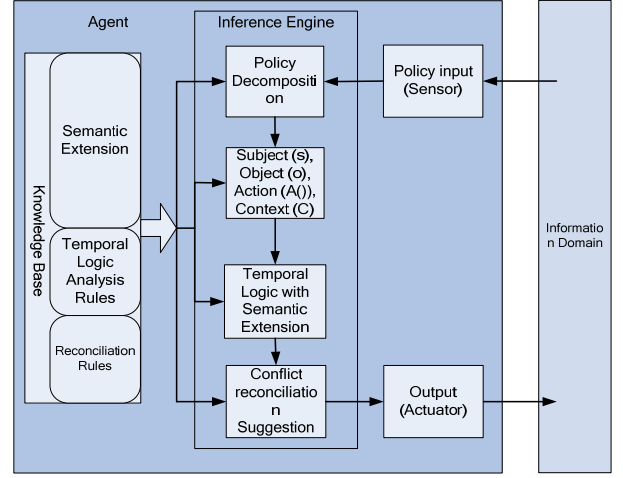 Agent
Inference Engine
Policy
Decompositi
on
Policy input
(Sensor)
Semantic
Extension
Subject (s),
Object (o),
Action (A()),
Context (C)
Knowledge Base
Temporal
Logic
Analysis
Rules
Informatio
n Domain
Temporal
Logic with
Semantic
Extension
Reconciliation
Rules
Conflict
reconciliatio
n
Suggestion
Output
(Actuator)